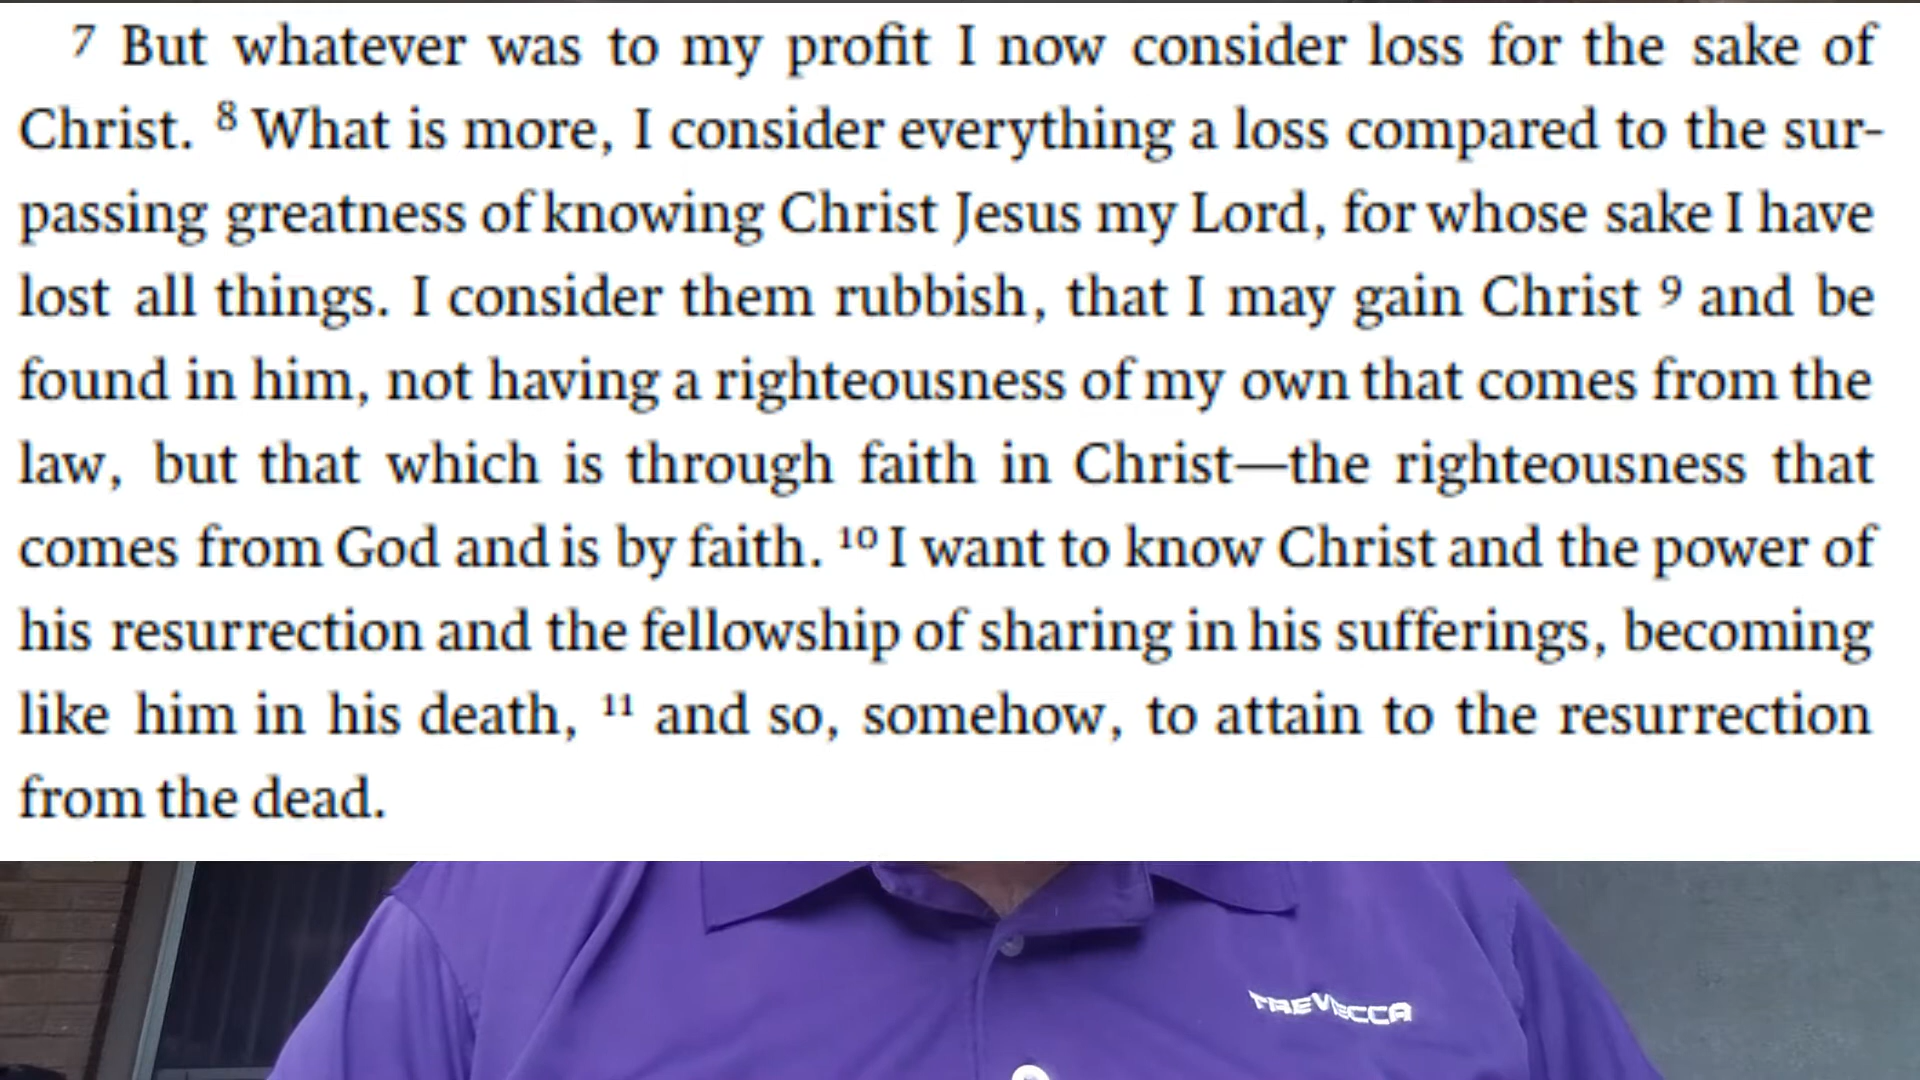 7 But whatever was to my profit I now consider loss for the sake of
Christ. 8 What is more, I consider everything a loss compared to the sur-
passing greatness of knowing Christ Jesus my Lord, for whose sake I have
lost all things. I consider them rubbish, that I may gain Christ 9 and be
found in him, not having a righteousness of my own that comes from the
law, but that which is through faith in Christ—the righteousness that
comes from God and is by faith. 10 I want to know Christ and the power of
his resurrection and the fellowship of sharing in his sufferings, becoming
like him in his death, 11 and so, somehow, to attain to the resurrection
from the dead.
TREVECCA